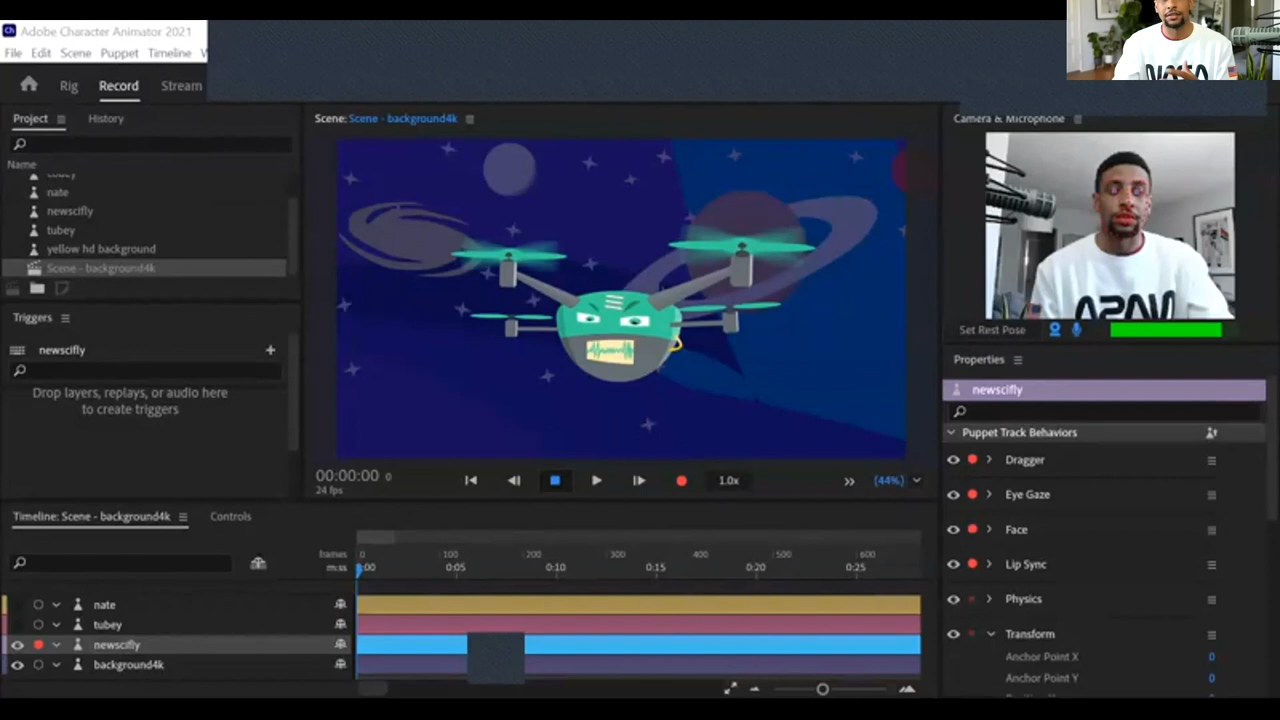 Ch Adobe Character Animator 2021
File Edit Scene Puppet Timeline
Rig Record Stream
Project History
Name
nate
newscifly
tubey
yellow hd background
Scene - background4k
Triggers
newscifly
Drop layers, replays, or audio here
to create triggers
Scene: Scene - background4k
00:00:00 0
24 fps
1.0x
(44%)
Camera & Microphone
NASA
Set Rest Pose
Properties
newscifly
Puppet Track Behaviors
Dragger
Eye Gaze
Face
Lip Sync
Physics
Transform
Anchor Point X 0
Anchor Point Y 0
Timeline: Scene - background4k Controls
frames 0 100 200 300 400 500 600
m:ss 0:00 0:05 0:10 0:15 0:20 0:25
nate
tubey
newscifly
background4k